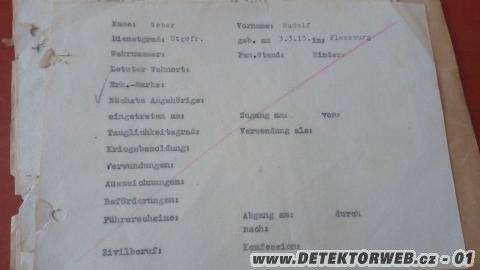 Name: Weber Vorname: Rudolf
Dienstgrad: Stgefr. geb. am 3.3.13 in: Flensburg
Wehrnummer: Fam.Stand: Kinder:
Letzter Wohnort:
Erk.-Marke:
Nächste Angehörige:
eingetreten am: Zugang am: von:
Tauglichkeitsgrad: Verwendung als:
Kriegsbesoldung:
Verwundungen:
Auszeichnungen:
Beförderungen:
Führerscheine: Abgang am: durch
nach:
Zivilberuf: Konfession:
© www.DETEKTORWEB.cz - 01